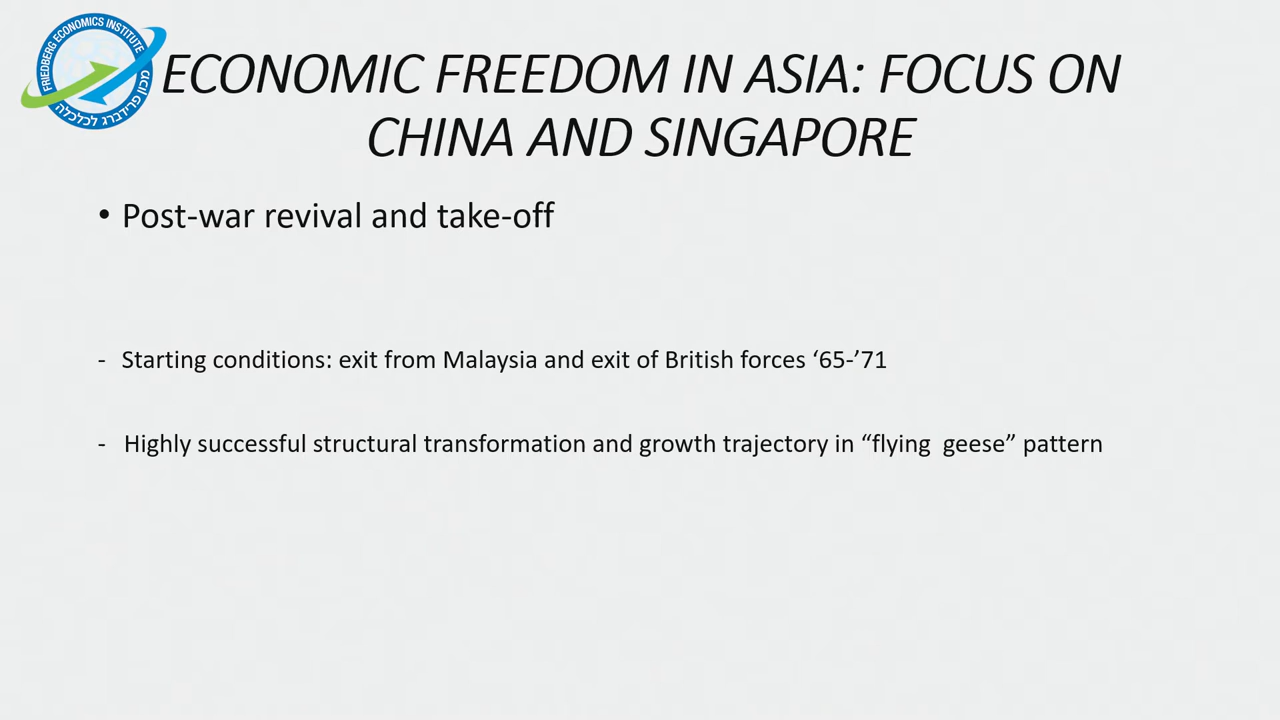 FRIEDBERG ECONOMICS INSTITUTE
מכון פרידברג לכלכלה
ECONOMIC FREEDOM IN ASIA: FOCUS ON
CHINA AND SINGAPORE
• Post-war revival and take-off
- Starting conditions: exit from Malaysia and exit of British forces ‘65-’71
- Highly successful structural transformation and growth trajectory in “flying  geese” pattern